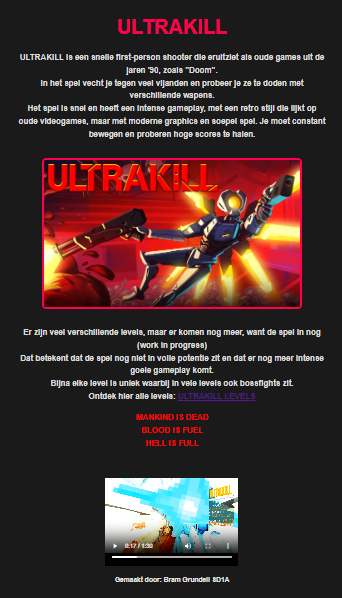 ULTRAKILL
ULTRAKILL is een snelle first-person shooter die eruitziet als oude games uit de
jaren '90, zoals "Doom".
In het spel vecht je tegen veel vijanden en probeer je ze te doden met
verschillende wapens.
Het spel is snel en heeft een intense gameplay, met een retro stijl die lijkt op
oude videogames, maar met moderne graphics en soepel spel. Je moet constant
bewegen en proberen hoge scores te halen.
ULTRAKILL
Er zijn veel verschillende levels, maar er komen nog meer, want de spel in nog
(work in progress)
Dat betekent dat de spel nog niet in volle potentie zit en dat er nog meer intense
goeie gameplay komt.
Bijna elke level is uniek waarbij in vele levels ook bossfights zit.
Ontdek hier alle levels: ULTRAKILL LEVELS
MANKIND IS DEAD
BLOOD IS FUEL
HELL IS FULL
ULTRAKILL
0:17 / 1:30
Gemaakt door: Bram Grundell 8D1A